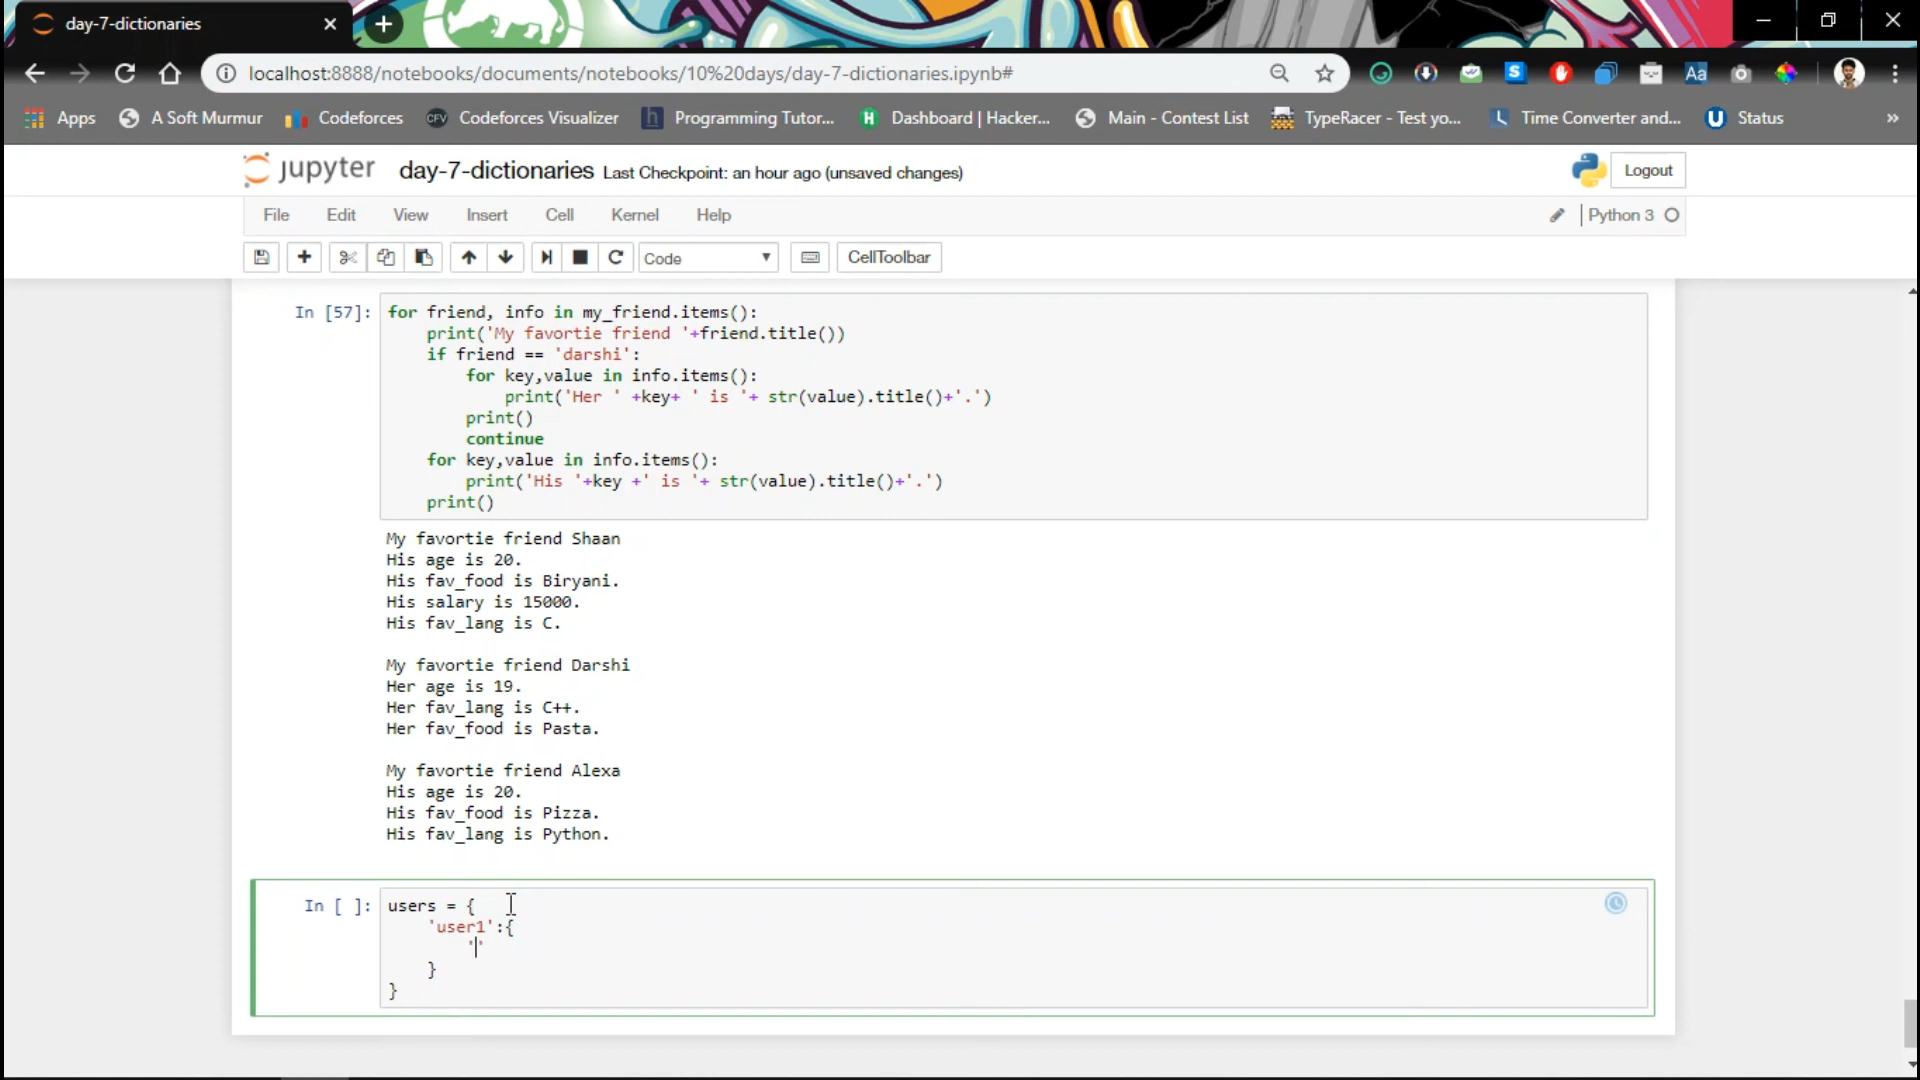 day-7-dictionaries
localhost:8888/notebooks/documents/notebooks/10%20days/day-7-dictionaries.ipynb#
Apps A Soft Murmur Codeforces CFV Codeforces Visualizer h Programming Tutor... H Dashboard | Hacker... Main - Contest List TypeRacer - Test yo... Time Converter and... U Status »
jupyter day-7-dictionaries Last Checkpoint: an hour ago (unsaved changes) Logout
File Edit View Insert Cell Kernel Help Python 3
Code CellToolbar
In [57]: for friend, info in my_friend.items():
print('My favortie friend '+friend.title())
if friend == 'darshi':
for key,value in info.items():
print('Her ' +key+ ' is '+ str(value).title()+'.')
print()
continue
for key,value in info.items():
print('His '+key +' is '+ str(value).title()+'.')
print()
My favortie friend Shaan
His age is 20.
His fav_food is Biryani.
His salary is 15000.
His fav_lang is C.
My favortie friend Darshi
Her age is 19.
Her fav_lang is C++.
Her fav_food is Pasta.
My favortie friend Alexa
His age is 20.
His fav_food is Pizza.
His fav_lang is Python.
In [ ]: users = {
'user1':{
''
}
}